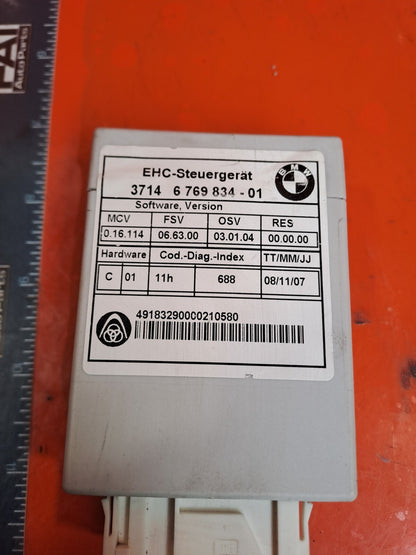 FAI
AutoParts
EHC-Steuergerät
BMW
3714 6 769 834 - 01
Software, Version
MCV FSV OSV RES
0.16.114 06.63.00 03.01.04 00.00.00
Hardware Cod.-Diag.-Index TT/MM/JJ
C 01 11h 688 08/11/07
49183290000210580